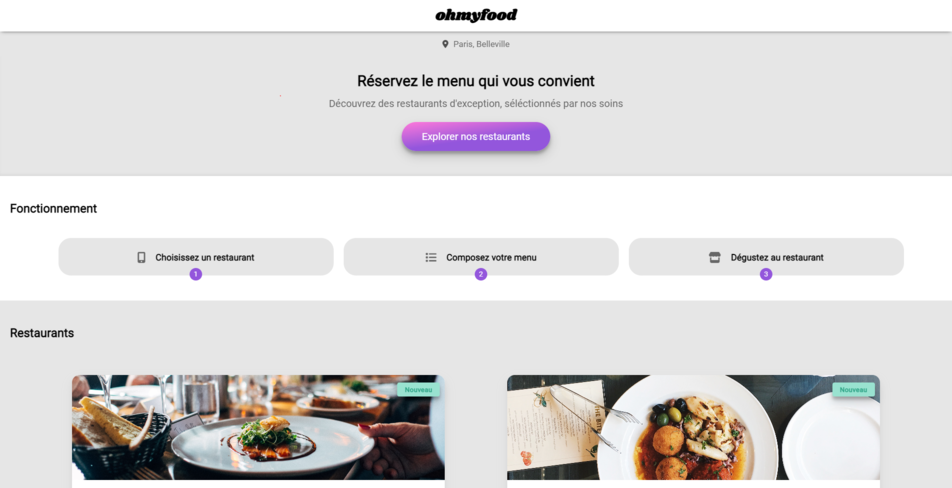 ohmyfood
Paris, Belleville
Réservez le menu qui vous convient
Découvrez des restaurants d'exception, séléctionnés par nos soins
Explorer nos restaurants
Fonctionnement
Choisissez un restaurant
1
Composez votre menu
2
Dégustez au restaurant
3
Restaurants
Nouveau
Nouveau